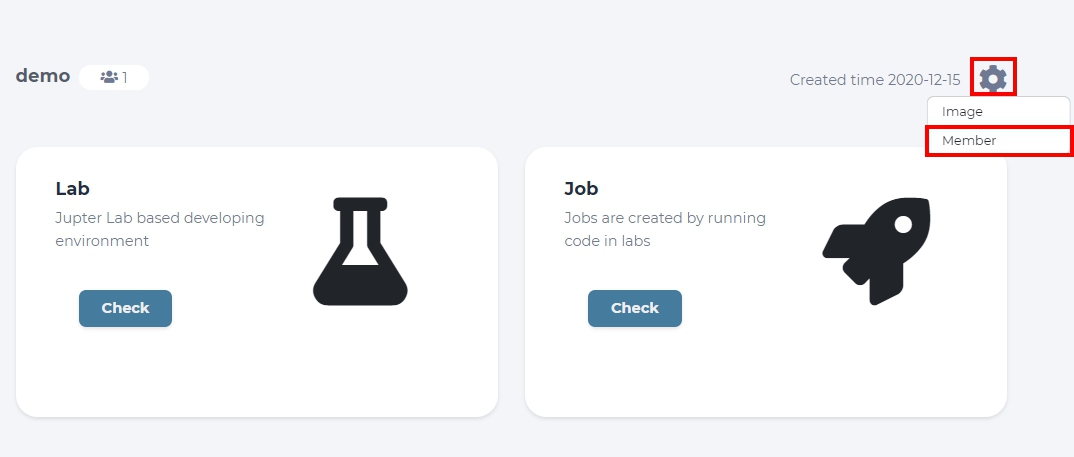 demo 1
Created time 2020-12-15
Image
Member
Lab
Jupter Lab based developing
environment
Check
Job
Jobs are created by running
code in labs
Check